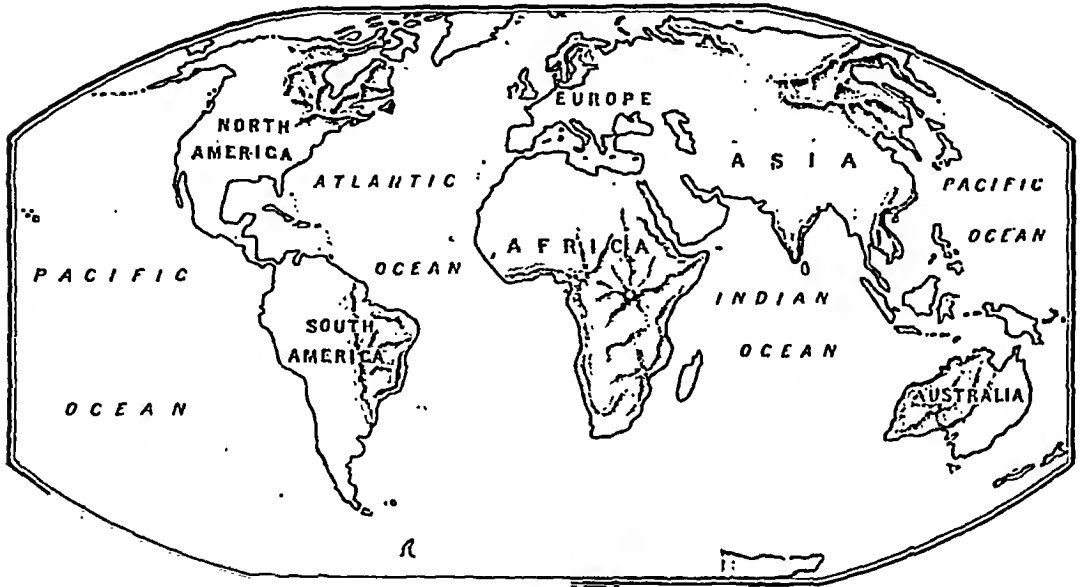 NORTH
AMERICA
ATLANTIC
OCEAN
EUROPE
ASIA
AFRICA
PACIFIC
OCEAN
PACIFIC
OCEAN
SOUTH
AMERICA
INDIAN
OCEAN
AUSTRALIA